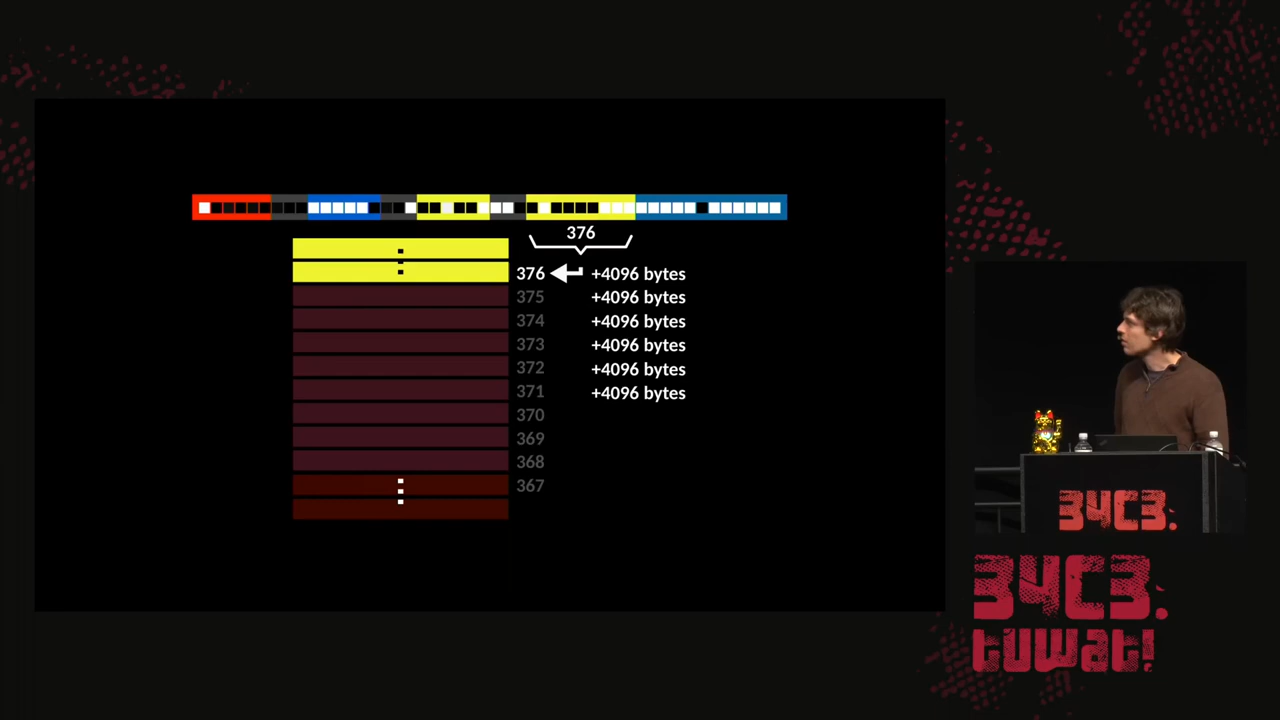 376
376 +4096 bytes
375 +4096 bytes
374 +4096 bytes
373 +4096 bytes
372 +4096 bytes
371 +4096 bytes
370
369
368
367
34C3.
34C3.
tuwat!